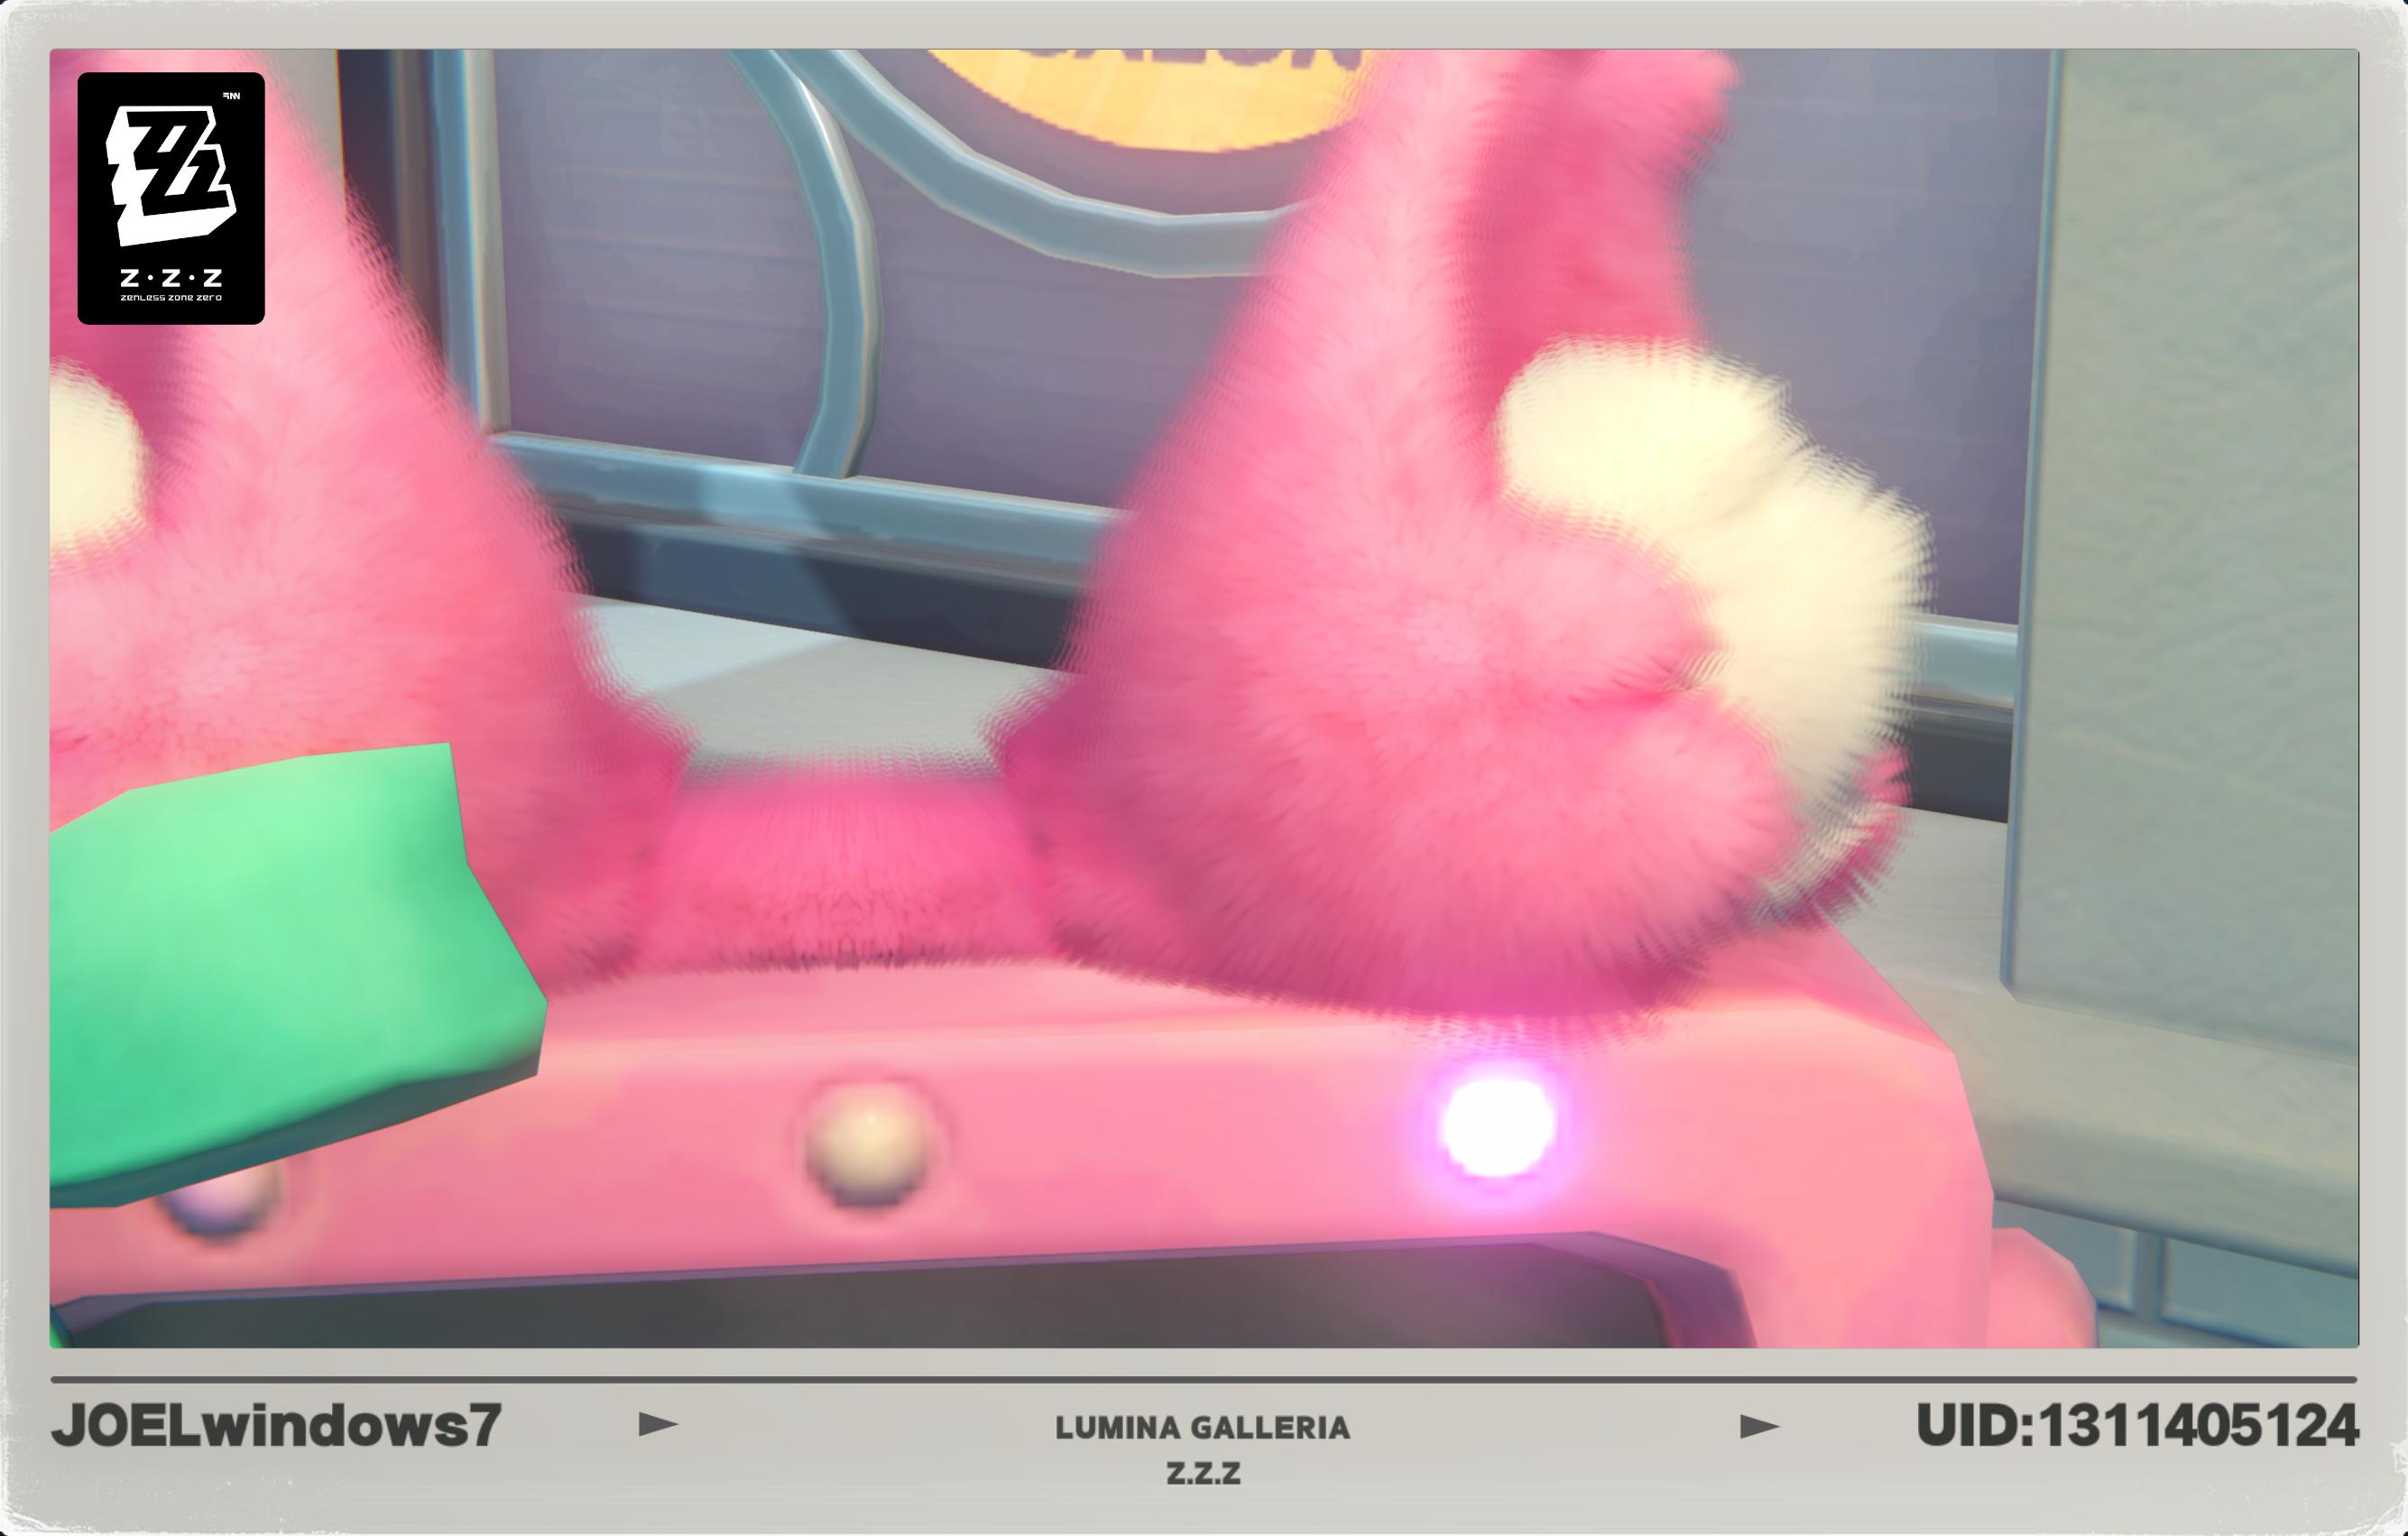 Z·Z·Z
ZENLESS ZONE ZERO
JOELwindows7
LUMINA GALLERIA
Z.Z.Z
UID:1311405124